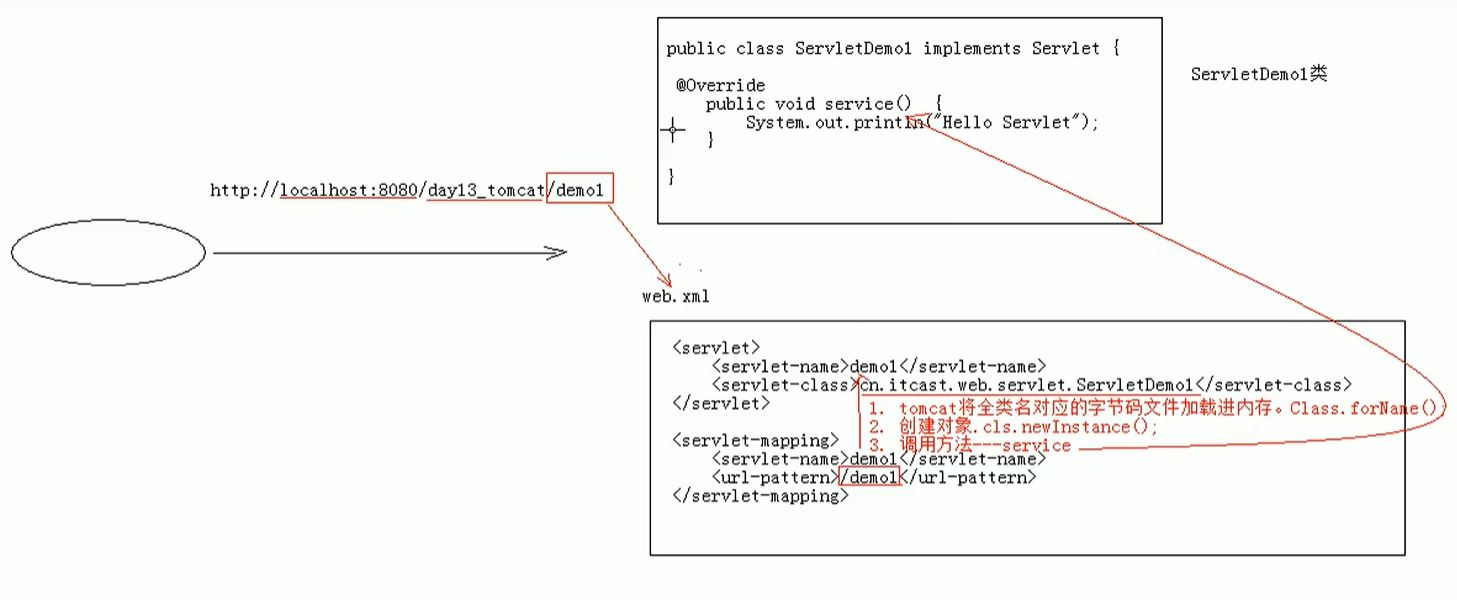 public class ServletDemo1 implements Servlet {
ServletDemo1类
@Override
public void service() {
System.out.println("Hello Servlet");
}
}
http://localhost:8080/day13_tomcat/demo1
web.xml
<servlet>
<servlet-name>demo1</servlet-name>
<servlet-class>cn.itcast.web.servlet.ServletDemo1</servlet-class>
</servlet>
1. tomcat将全类名对应的字节码文件加载进内存。Class.forName()
2. 创建对象.cls.newInstance();
<servlet-mapping>
3. 调用方法---service
<servlet-name>demo1</servlet-name>
<url-pattern>/demo1</url-pattern>
</servlet-mapping>